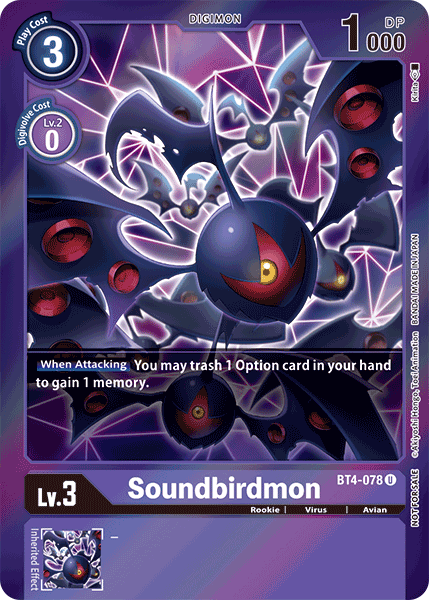 DIGIMON
Play Cost
3
1000
DP
Digivolve Cost
Lv.2
0
When Attacking You may trash 1 Option card in your hand
to gain 1 memory.
©Akiyoshi Hongo, Toei Animation BANDAI MADE IN JAPAN
NOT FOR SALE
Lv.3
Soundbirdmon
BT4-078 U
Rookie | Virus | Avian
Inherited Effect
–